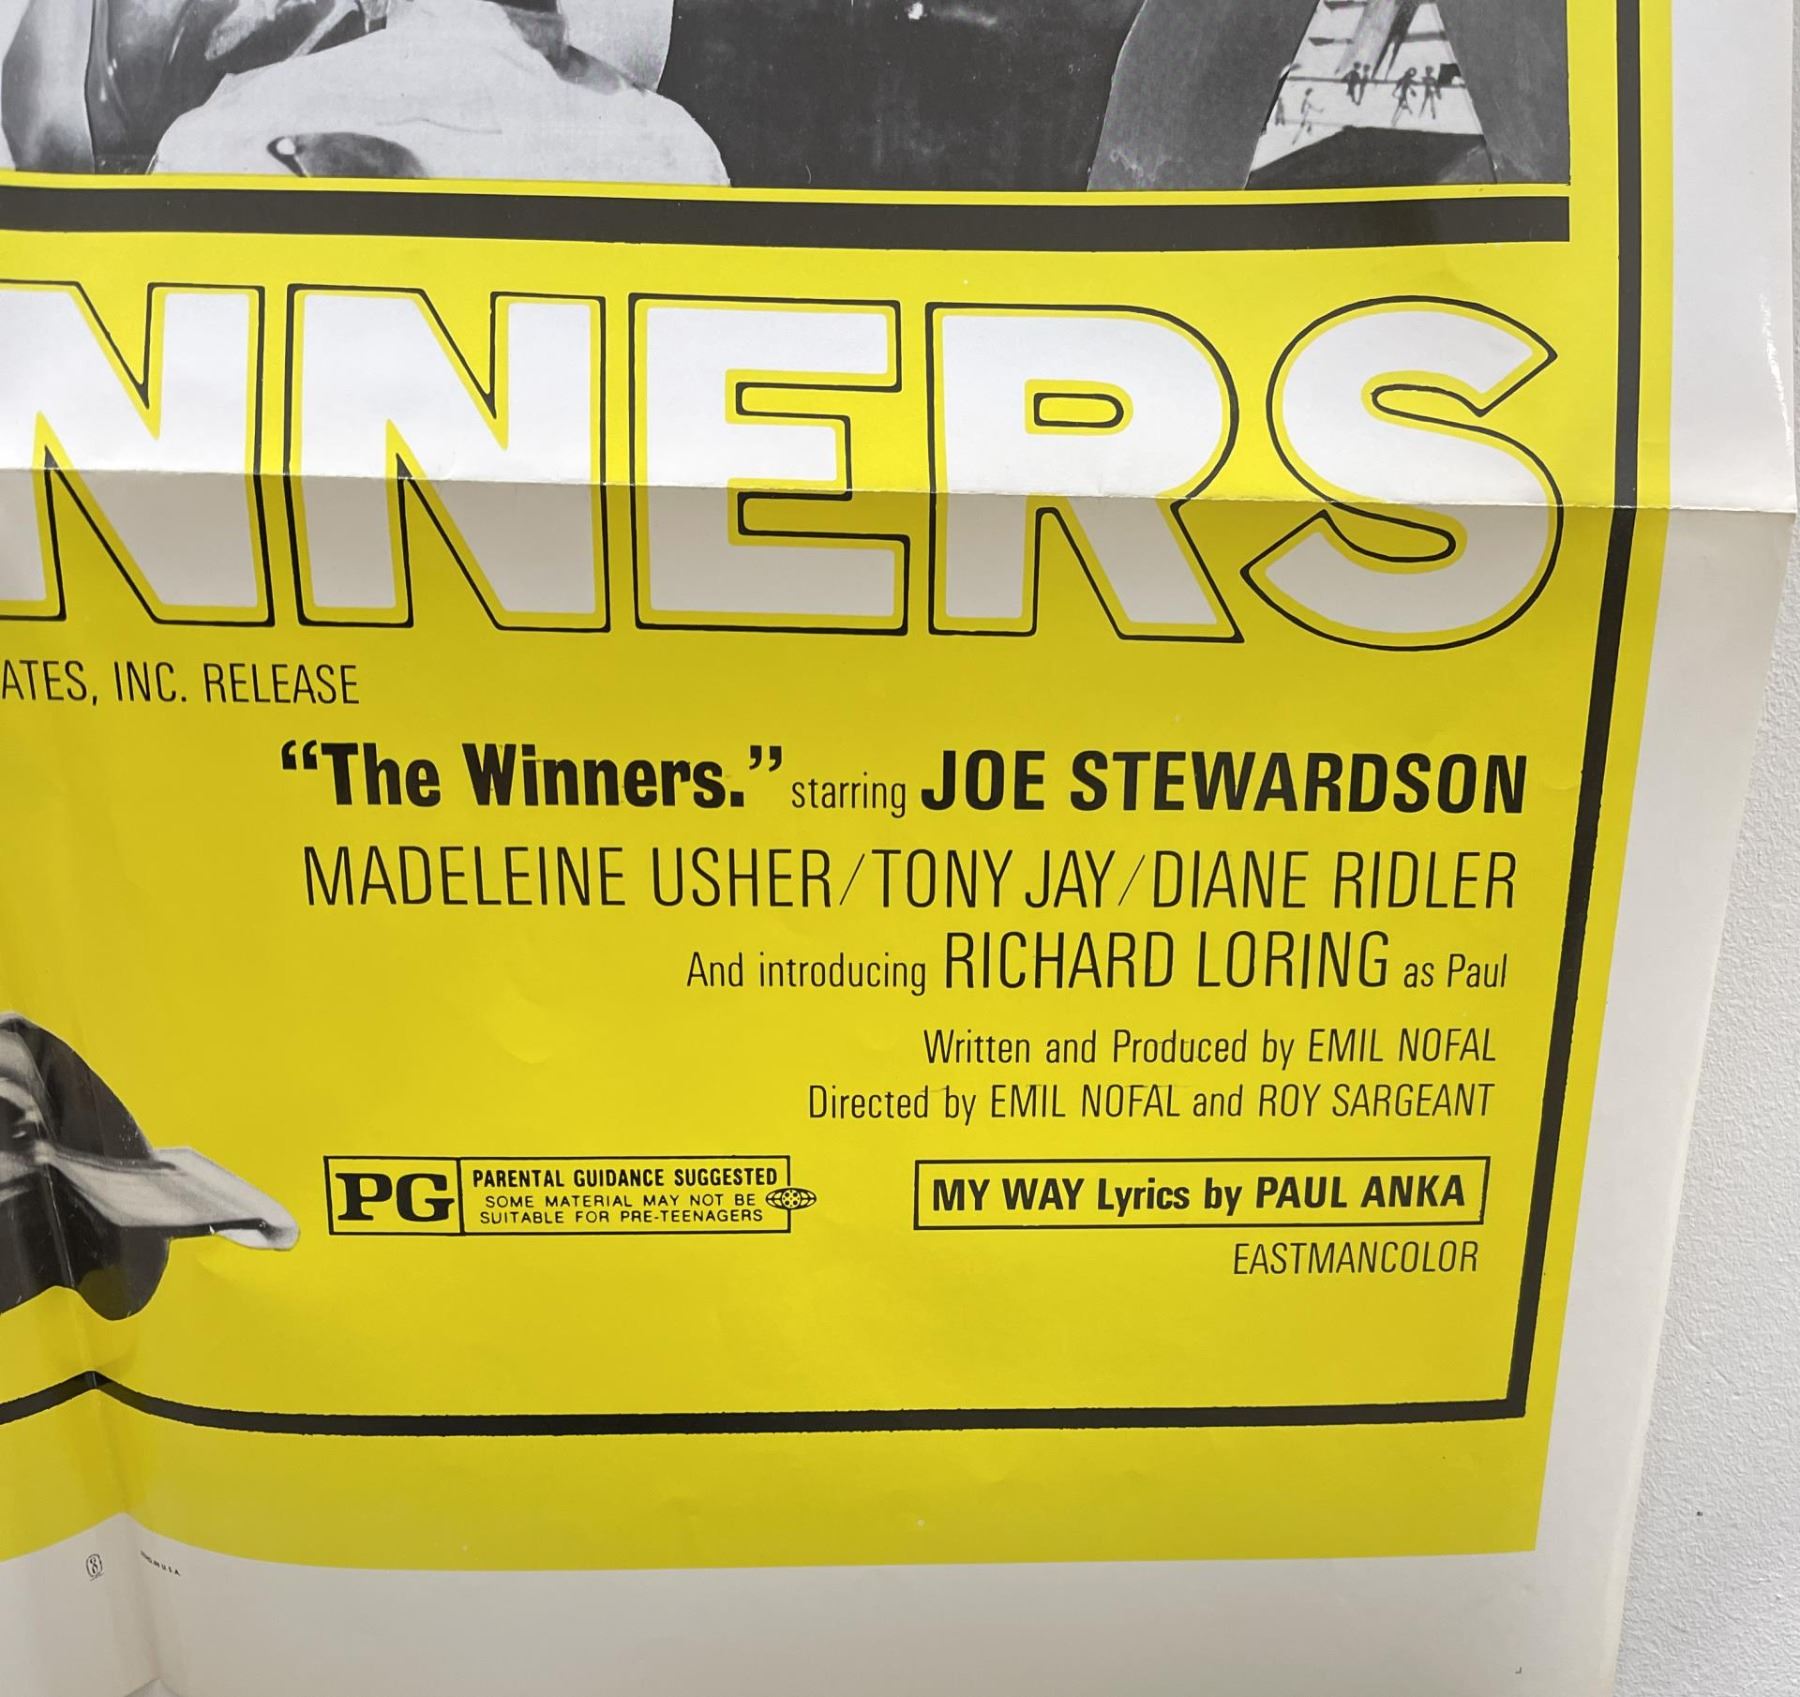 NNERS
ATES, INC. RELEASE
“The Winners.” starring JOE STEWARDSON
MADELEINE USHER/TONY JAY/DIANE RIDLER
And introducing RICHARD LORING as Paul
Written and Produced by EMIL NOFAL
Directed by EMIL NOFAL and ROY SARGEANT
PG PARENTAL GUIDANCE SUGGESTED
SOME MATERIAL MAY NOT BE
SUITABLE FOR PRE-TEENAGERS
MY WAY Lyrics by PAUL ANKA
EASTMANCOLOR